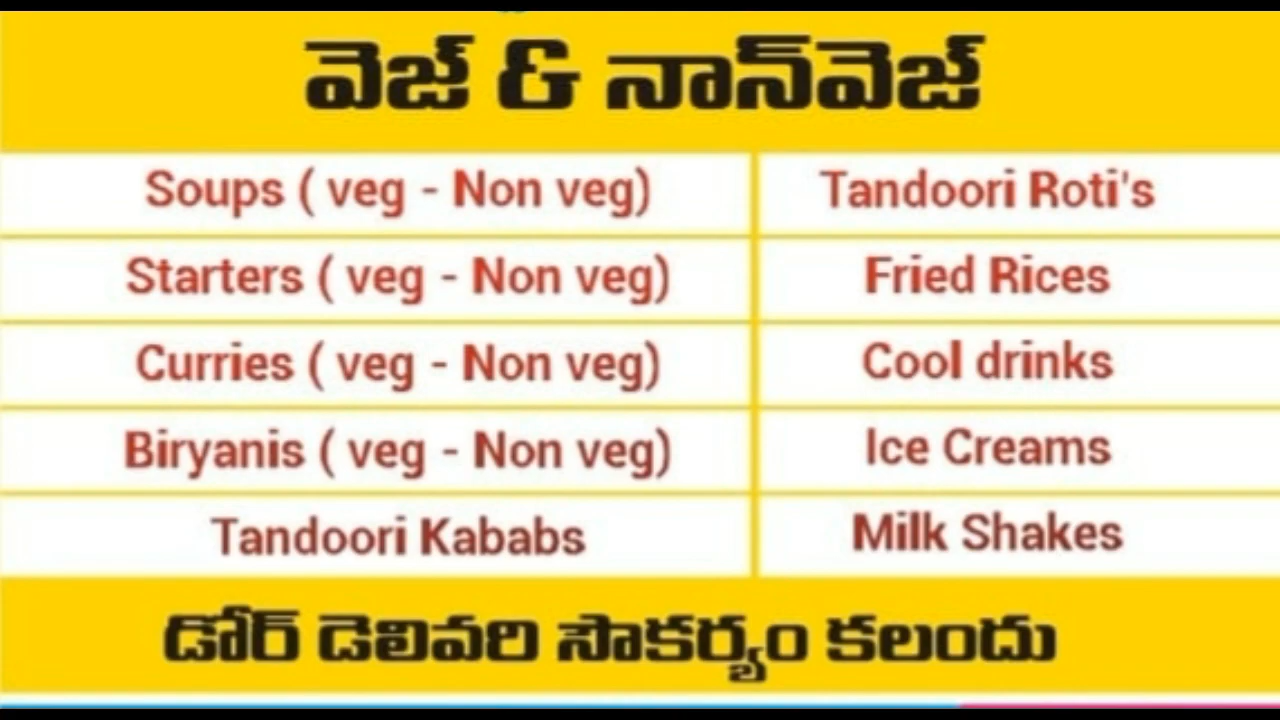 వెజ్ & నాన్‌వెజ్
Soups ( veg - Non veg)
Tandoori Roti's
Starters ( veg - Non veg)
Fried Rices
Curries ( veg - Non veg)
Cool drinks
Biryanis ( veg - Non veg)
Ice Creams
Tandoori Kababs
Milk Shakes
డోర్ డెలివరి సౌకర్యం కలందు